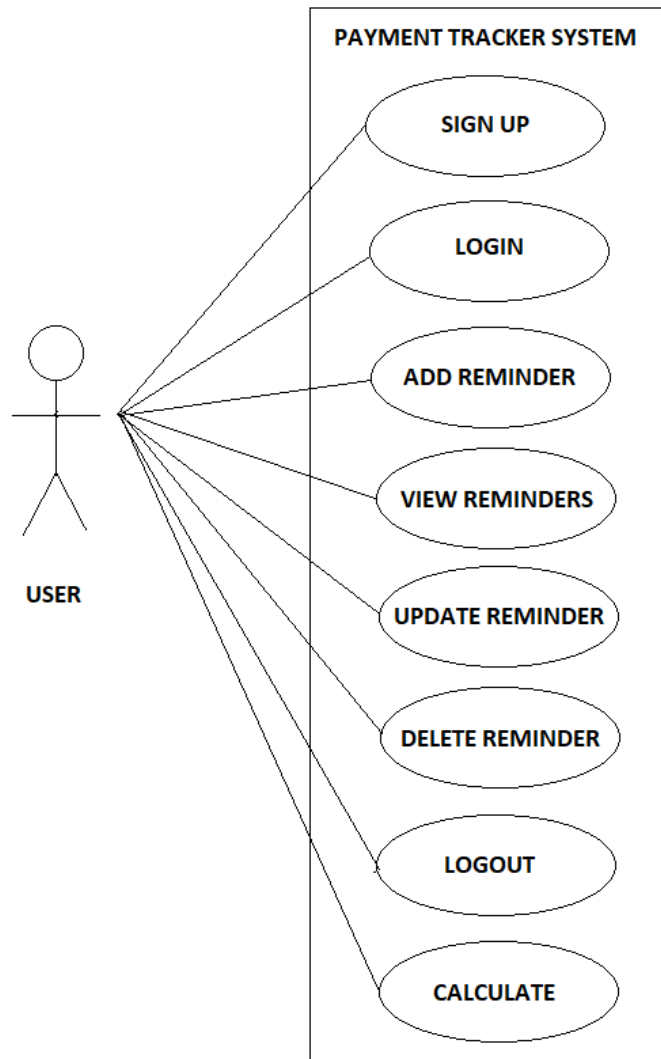 PAYMENT TRACKER SYSTEM
SIGN UP
LOGIN
ADD REMINDER
VIEW REMINDERS
UPDATE REMINDER
USER
DELETE REMINDER
LOGOUT
CALCULATE